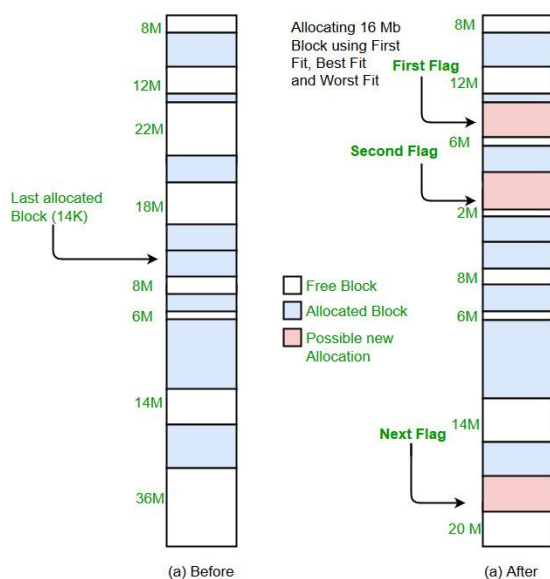 8M
12M
22M
18M
Last allocated
Block (14K)
8M
6M
14M
36M
(a) Before
Allocating 16 Mb
Block using First
Fit, Best Fit
and Worst Fit
Free Block
Allocated Block
Possible new
Allocation
8M
12M
First Flag
6M
Second Flag
2M
8M
6M
14M
Next Flag
20 M
(a) After